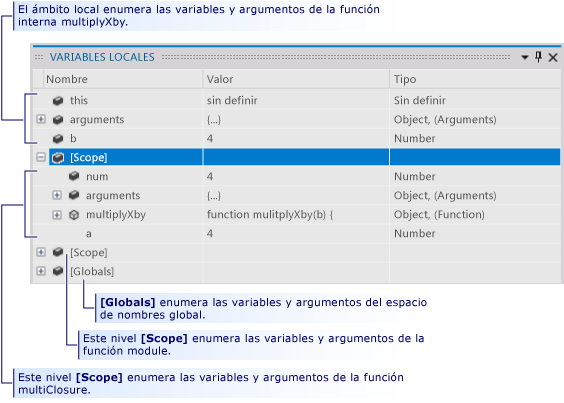 El ámbito local enumera las variables y argumentos de la función
interna multiplyXby.
VARIABLES LOCALES
Nombre Valor Tipo
this sin definir Sin definir
arguments {...} Object, (Arguments)
b 4 Number
[Scope]
num 4 Number
arguments {...} Object, (Arguments)
multiplyXby function mulitplyXby(b) { Object, (Function)
a 4 Number
[Scope]
[Globals]
[Globals] enumera las variables y argumentos del espacio
de nombres global.
Este nivel [Scope] enumera las variables y argumentos de la
función module.
Este nivel [Scope] enumera las variables y argumentos de la función
multiClosure.